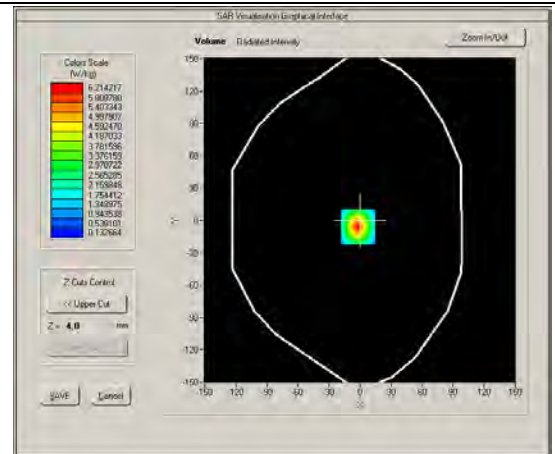 SAR Visualisation Graphical Interface
Volume Radiated Intensity
Zoom In/Out
Colors Scale
(W/kg)
6.214217
5.808780
5.403343
4.997907
4.592470
4.187033
3.781596
3.376159
2.970722
2.565285
2.159848
1.754412
1.348975
0.943538
0.538101
0.132664
Z Cuts Control
<< Upper Cut
Z = 4.0 mm
SAVE Cancel
150
120
90
60
30
0
-30
-60
-90
-120
-150
Y
-150 -120 -90 -60 -30 0 30 60 90 120 150
X